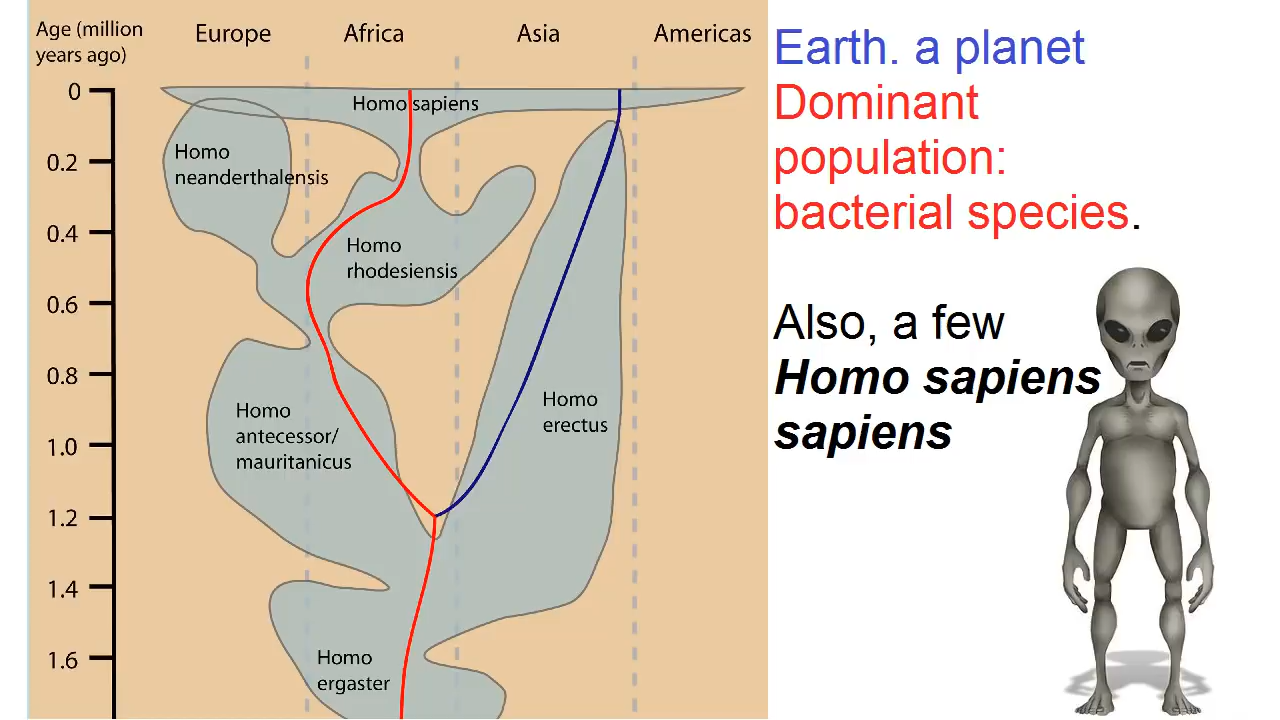 Age (million
years ago)
Europe
Africa
Asia
Americas
0
0.2
0.4
0.6
0.8
1.0
1.2
1.4
1.6
Homo sapiens
Homo
neanderthalensis
Homo
rhodesiensis
Homo
erectus
Homo
antecessor/
mauritanicus
Homo
ergaster
Earth. a planet
Dominant
population:
bacterial species.
Also, a few
Homo sapiens
sapiens